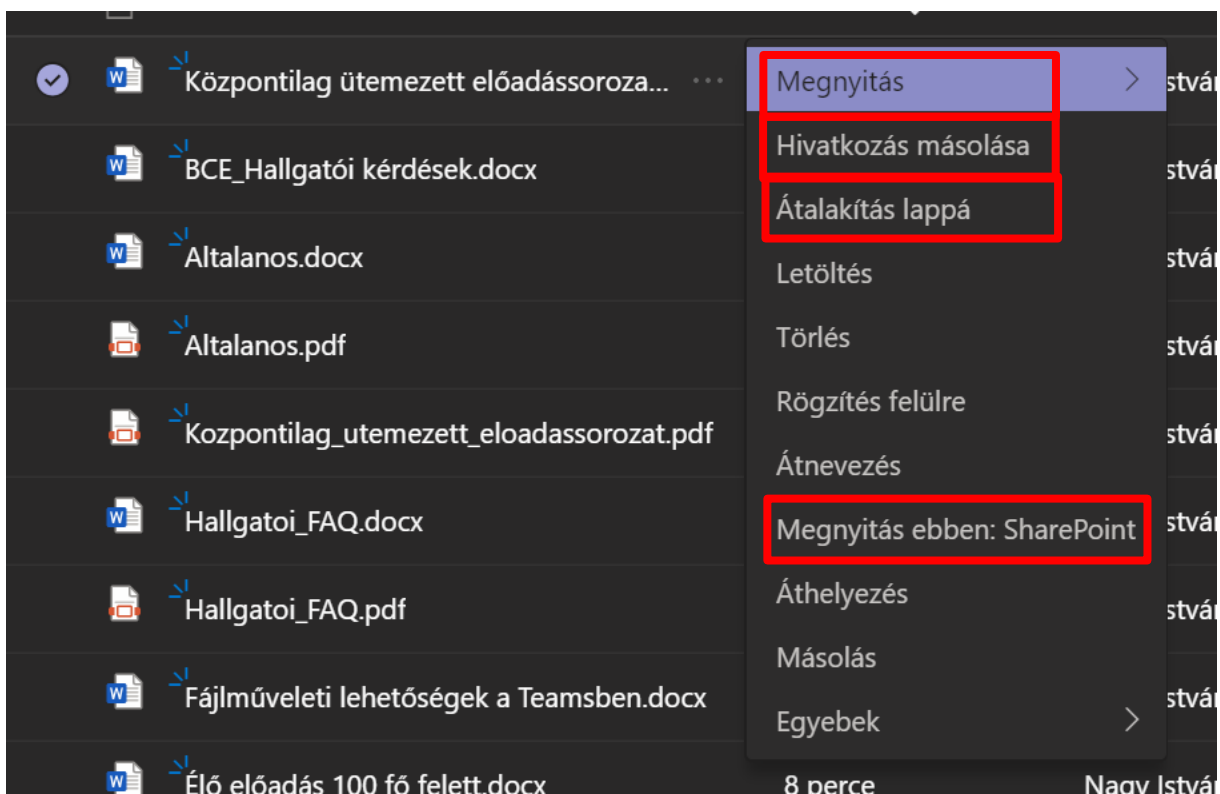 Központilag ütemezett előadássoroza... ...
BCE_Hallgatói kérdések.docx
Altalanos.docx
Altalanos.pdf
Kozpontilag_utemezett_eloadassorozat.pdf
Hallgatoi_FAQ.docx
Hallgatoi_FAQ.pdf
Fájlműveleti lehetőségek a Teamsben.docx
Élő előadás 100 fő felett.docx 8 perce Nagy Istvár
Megnyitás
Hivatkozás másolása
Átalakítás lappá
Letöltés
Törlés
Rögzítés felülre
Átnevezés
Megnyitás ebben: SharePoint
Áthelyezés
Másolás
Egyebek